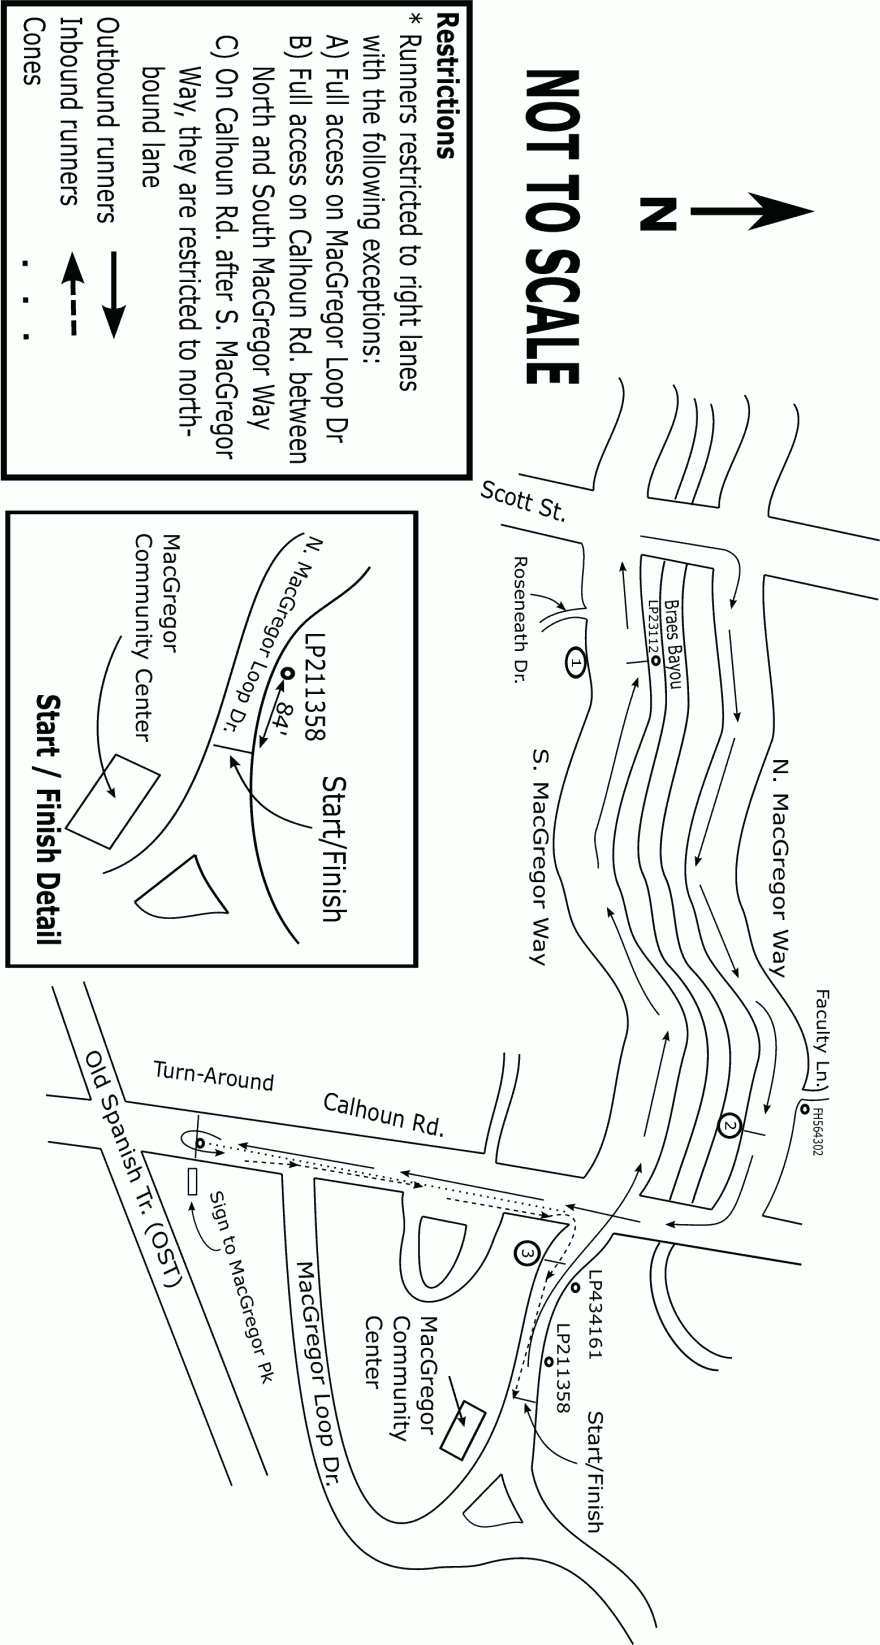 NOT TO SCALE
N
Restrictions
* Runners restricted to right lanes
with the following exceptions:
A) Full access on MacGregor Loop Dr
B) Full access on Calhoun Rd. between
North and South MacGregor Way
C) On Calhoun Rd. after S. MacGregor
Way, they are restricted to north-
bound lane
Outbound runners
Inbound runners
Cones
N. MacGregor Loop Dr.
LP211358
84'
Start/Finish
MacGregor
Community Center
Start / Finish Detail
Scott St.
Roseneath Dr.
1
LP23112
Braes Bayou
S. MacGregor Way
N. MacGregor Way
Faculty Ln.
FH564302
2
Calhoun Rd.
Turn-Around
Old Spanish Tr. (OST)
Sign to MacGregor Pk
MacGregor Loop Dr.
3
LP434161
LP211358
Start/Finish
MacGregor
Community
Center